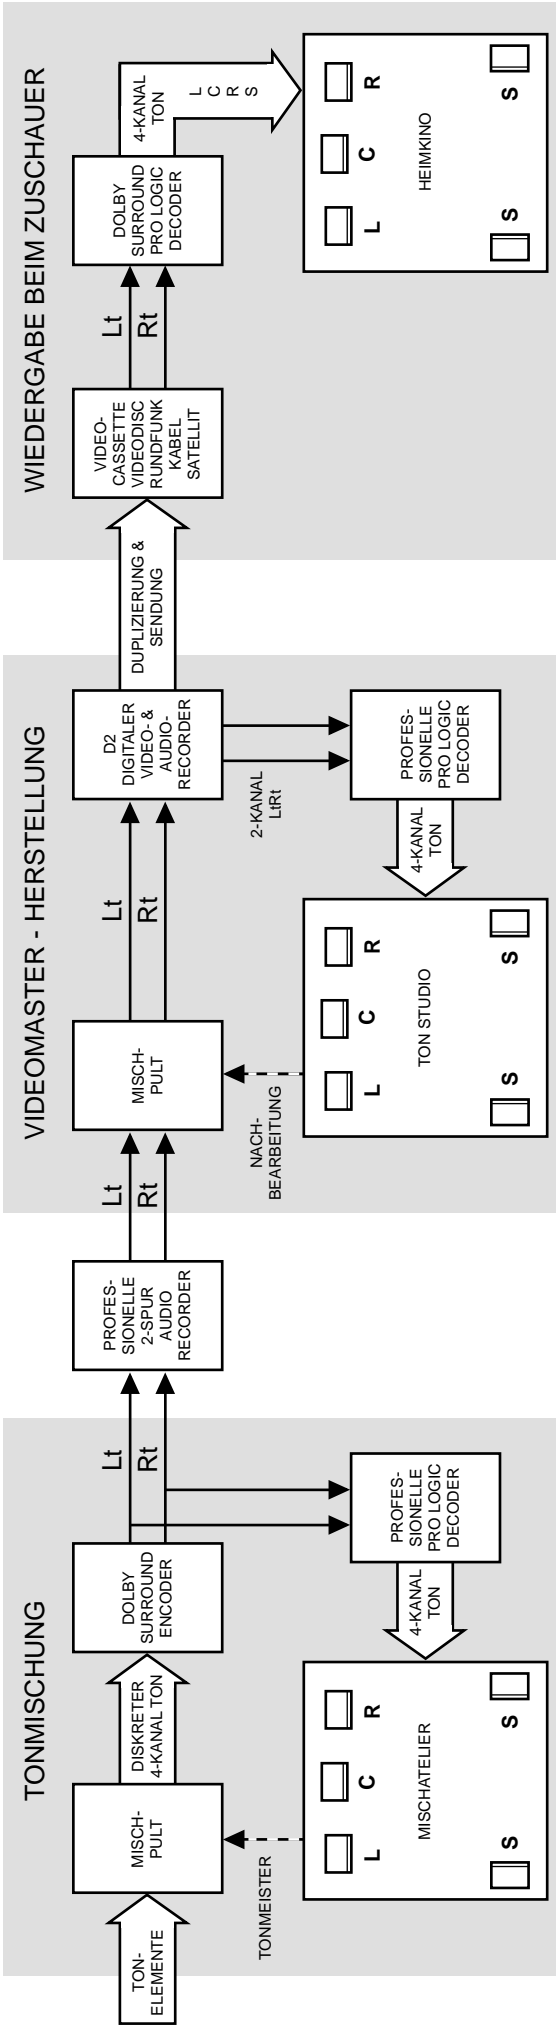 TONMISCHUNG
TON-
ELEMENTE
MISCH-
PULT
DISKRETER
4-KANAL TON
DOLBY
SURROUND
ENCODER
Lt
Rt
TONMEISTER
MISCHATELIER
L
C
R
S
S
4-KANAL
TON
PROFES-
SIONELLE
PRO LOGIC
DECODER
PROFES-
SIONELLE
2-SPUR
AUDIO
RECORDER
VIDEOMASTER - HERSTELLUNG
Lt
Rt
MISCH-
PULT
Lt
Rt
D2
DIGITALER
VIDEO- &
AUDIO-
RECORDER
NACH-
BEARBEITUNG
2-KANAL
LtRt
TON STUDIO
L
C
R
S
S
4-KANAL
TON
PROFES-
SIONELLE
PRO LOGIC
DECODER
DUPLIZIERUNG &
SENDUNG
WIEDERGABE BEIM ZUSCHAUER
VIDEO-
CASSETTE
VIDEODISC
RUNDFUNK
KABEL
SATELLIT
Lt
Rt
DOLBY
SURROUND
PRO LOGIC
DECODER
4-KANAL
TON
L
C
R
S
HEIMKINO
L
C
R
S
S